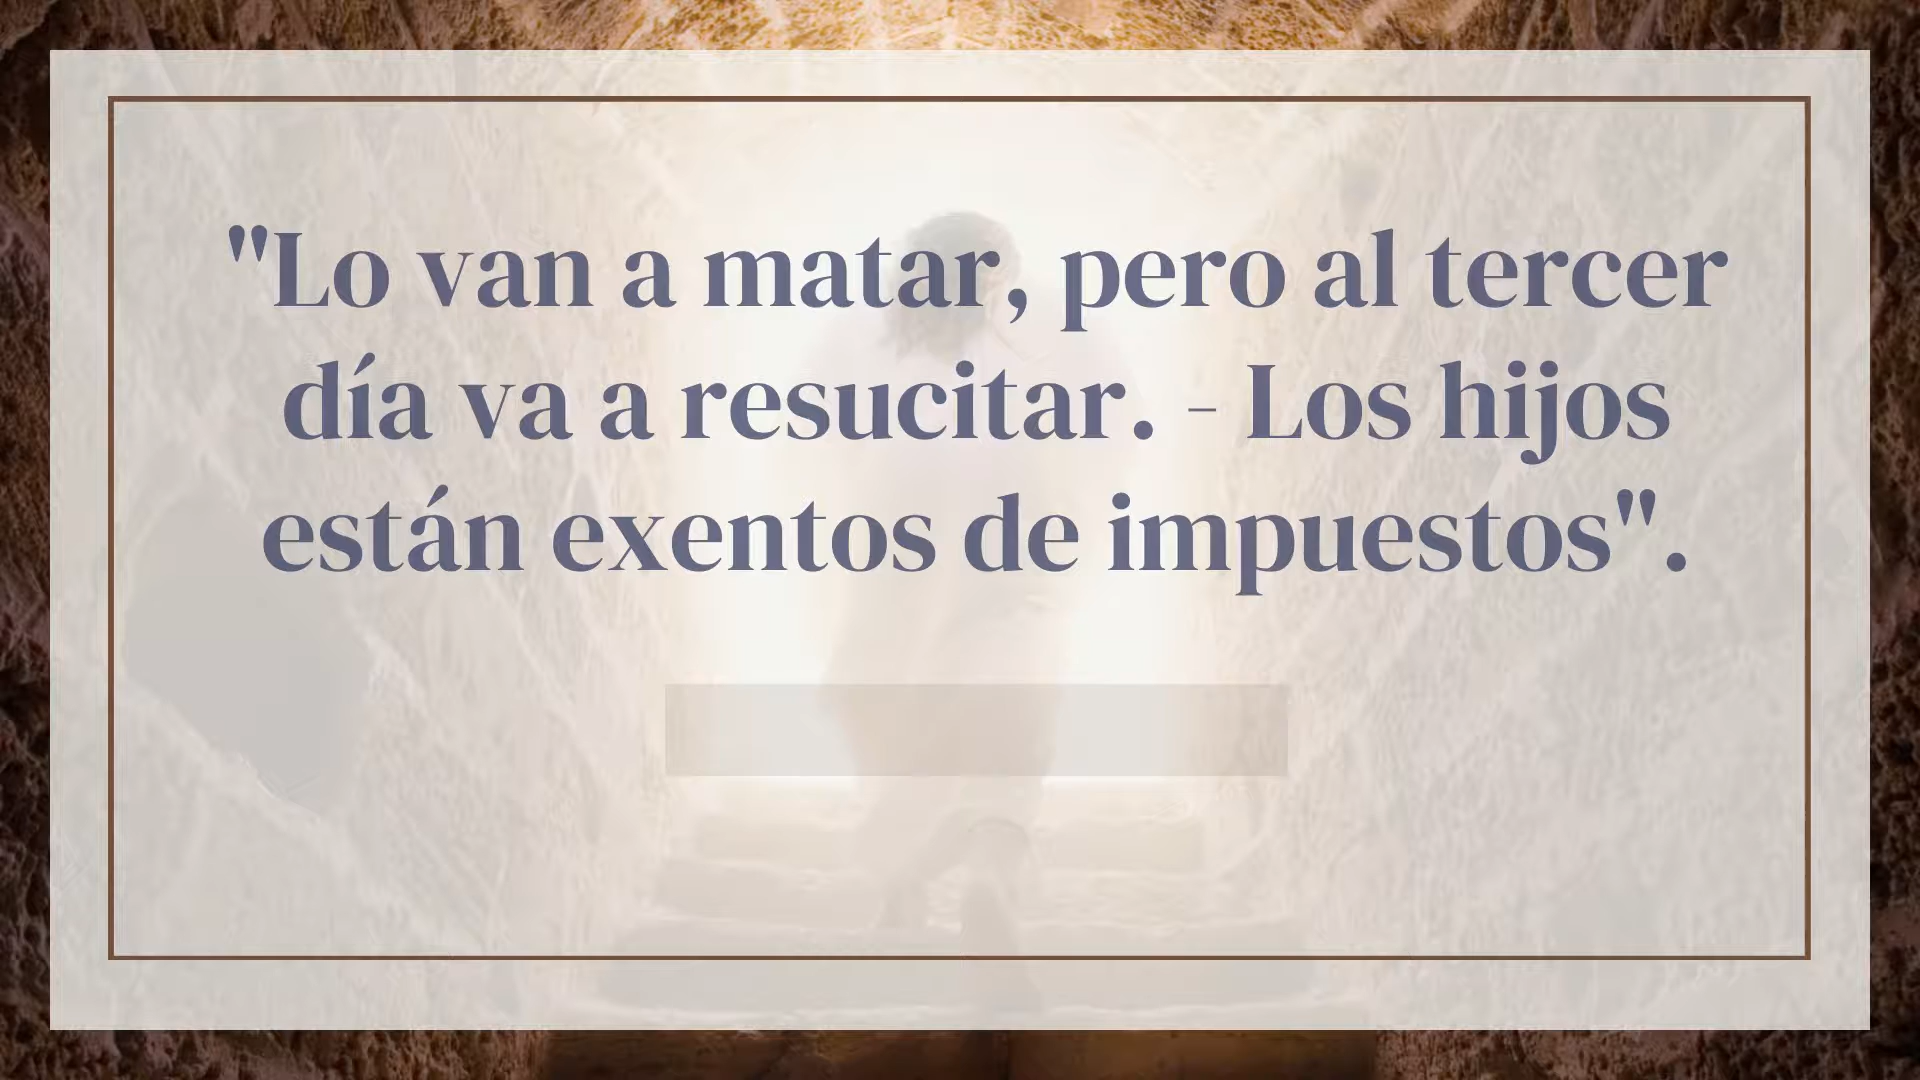 "Lo van a matar, pero al tercer
día va a resucitar. - Los hijos
están exentos de impuestos".